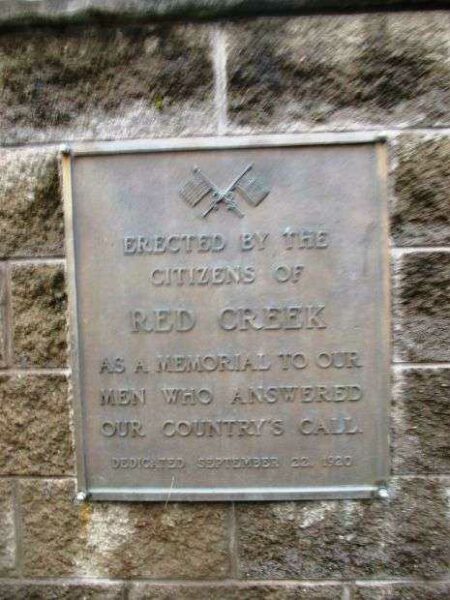 ERECTED BY THE
CITIZENS OF
RED CREEK
AS A MEMORIAL TO OUR
MEN WHO ANSWERED
OUR COUNTRY'S CALL.
DEDICATED SEPTEMBER 22, 1920.